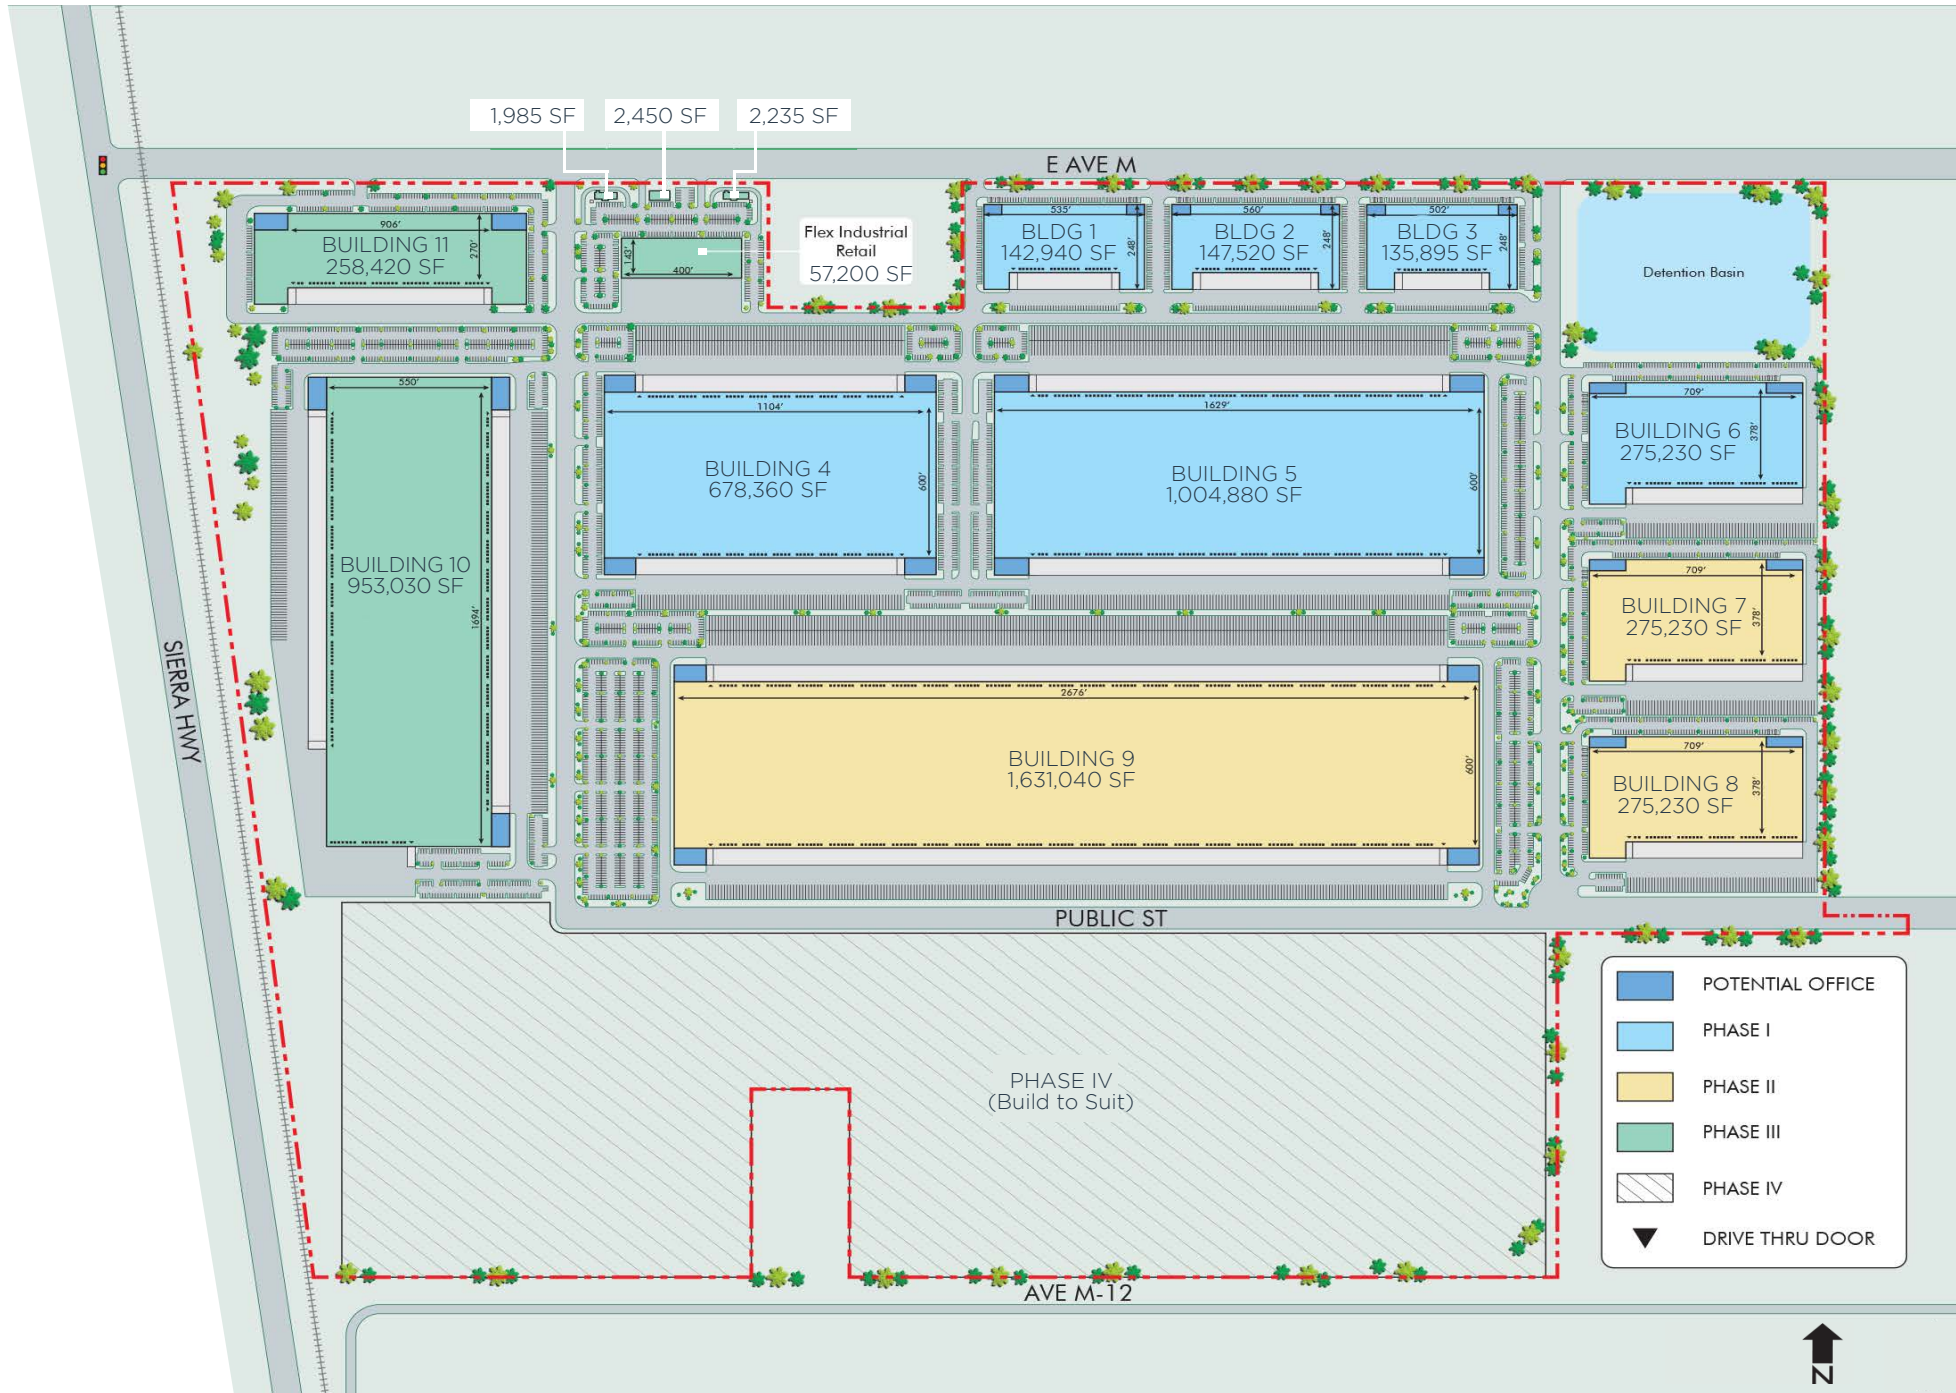 1,985 SF
2,450 SF
2,235 SF
E AVE M
906'
BUILDING 11
258,420 SF
270'
143'
400'
Flex Industrial
Retail
57,200 SF
535'
BLDG 1
142,940 SF
248'
560'
BLDG 2
147,520 SF
248'
502'
BLDG 3
135,895 SF
248'
Detention Basin
550'
BUILDING 10
953,030 SF
1694'
1104'
BUILDING 4
678,360 SF
600'
1629'
BUILDING 5
1,004,880 SF
600'
709'
BUILDING 6
275,230 SF
378'
709'
BUILDING 7
275,230 SF
378'
SIERRA HWY
2676'
BUILDING 9
1,631,040 SF
600'
709'
BUILDING 8
275,230 SF
378'
PUBLIC ST
PHASE IV
(Build to Suit)
POTENTIAL OFFICE
PHASE I
PHASE II
PHASE III
PHASE IV
DRIVE THRU DOOR
AVE M-12
N